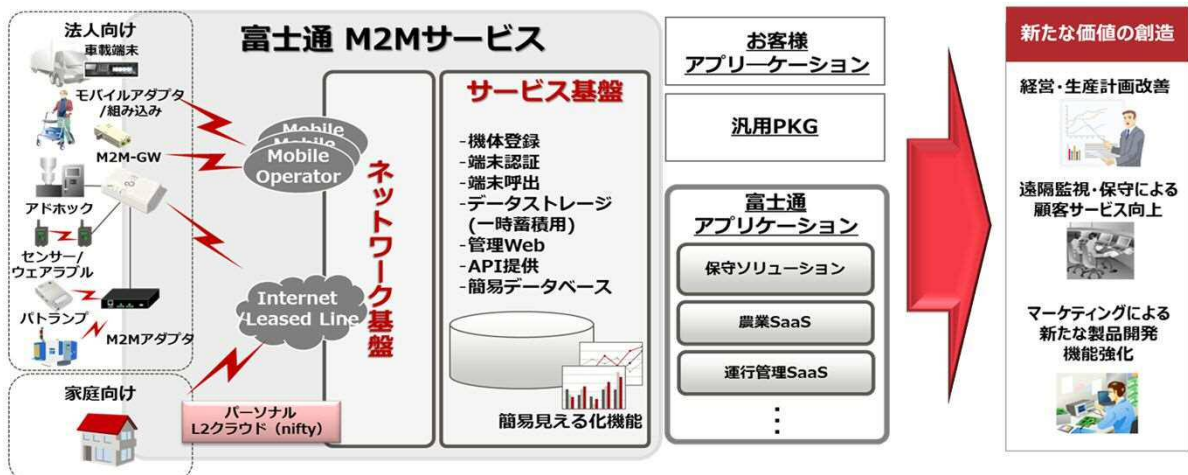 法人向け
車載端末
モバイルアダプタ
/組み込み
M2M-GW
アドホック
センサー/
ウェアラブル
パトランプ
M2Mアダプタ
家庭向け
富士通 M2Mサービス
Mobile
Mobile
Mobile
Operator
Internet
/Leased Line
パーソナル
L2クラウド（nifty）
ネットワーク基盤
サービス基盤
-機体登録
-端末認証
-端末呼出
-データストレージ
(一時蓄積用)
-管理Web
-API提供
-簡易データベース
簡易見える化機能
お客様
アプリーケーション
汎用PKG
富士通
アプリケーション
保守ソリューション
農業SaaS
運行管理SaaS
⋮
新たな価値の創造
経営・生産計画改善
遠隔監視・保守による
顧客サービス向上
マーケティングによる
新たな製品開発
機能強化